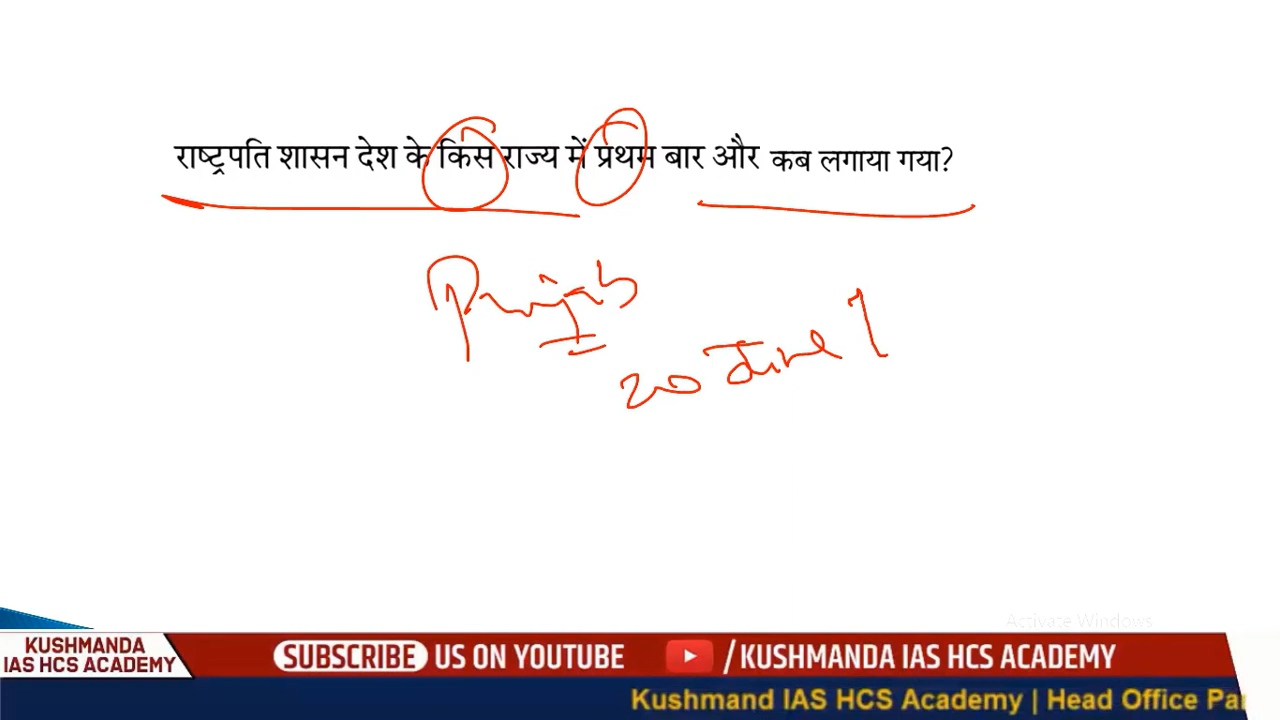 राष्ट्रपति शासन देश के किस राज्य में प्रथम बार और कब लगाया गया?
Punjab
20 June 1
Activate Windows
KUSHMANDA
IAS HCS ACADEMY
SUBSCRIBE US ON YOUTUBE
/KUSHMANDA IAS HCS ACADEMY
Kushmand IAS HCS Academy | Head Office Pa